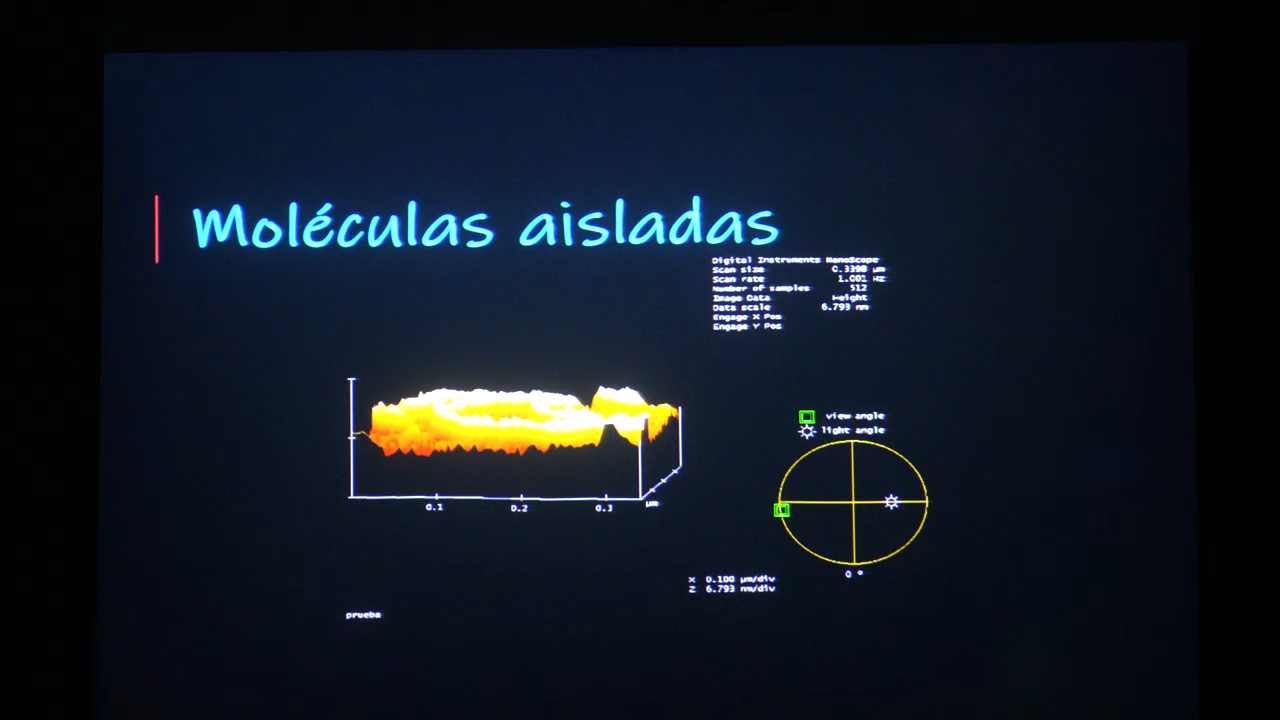 Moléculas aisladas
Digital Instruments NanoScope
Scan size 0.3390 µm
Scan rate 1.001 Hz
Number of samples 512
Image Data Height
Data scale 6.793 nm
Engage X Pos
Engage Y Pos
view angle
light angle
0.1 0.2 0.3 µm
0 °
X 0.100 µm/div
Z 6.793 nm/div
prueba